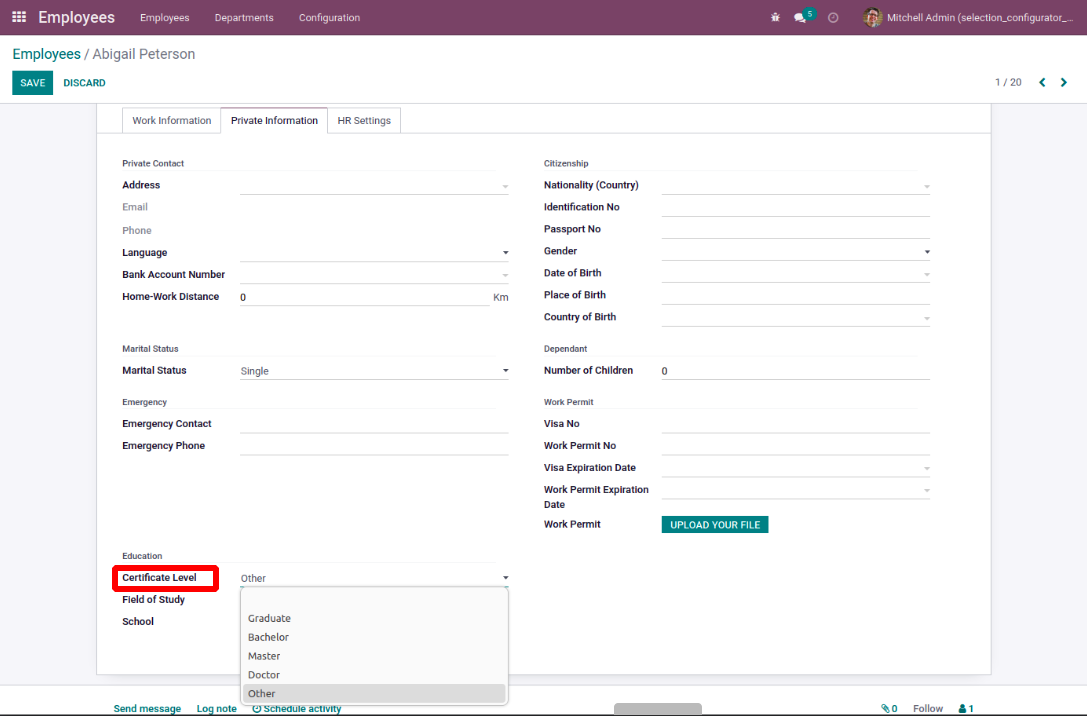 Employees Employees Departments Configuration 5 Mitchell Admin (selection_configurator_...
Employees / Abigail Peterson
SAVE DISCARD 1 / 20
Work Information Private Information HR Settings
Private Contact
Address
Email
Phone
Language
Bank Account Number
Home-Work Distance 0 Km
Citizenship
Nationality (Country)
Identification No
Passport No
Gender
Date of Birth
Place of Birth
Country of Birth
Marital Status
Marital Status Single
Dependant
Number of Children 0
Emergency
Emergency Contact
Emergency Phone
Work Permit
Visa No
Work Permit No
Visa Expiration Date
Work Permit Expiration
Date
Work Permit UPLOAD YOUR FILE
Education
Certificate Level Other
Field of Study
School
Graduate
Bachelor
Master
Doctor
Other
Send message Log note Schedule activity 0 Follow 1